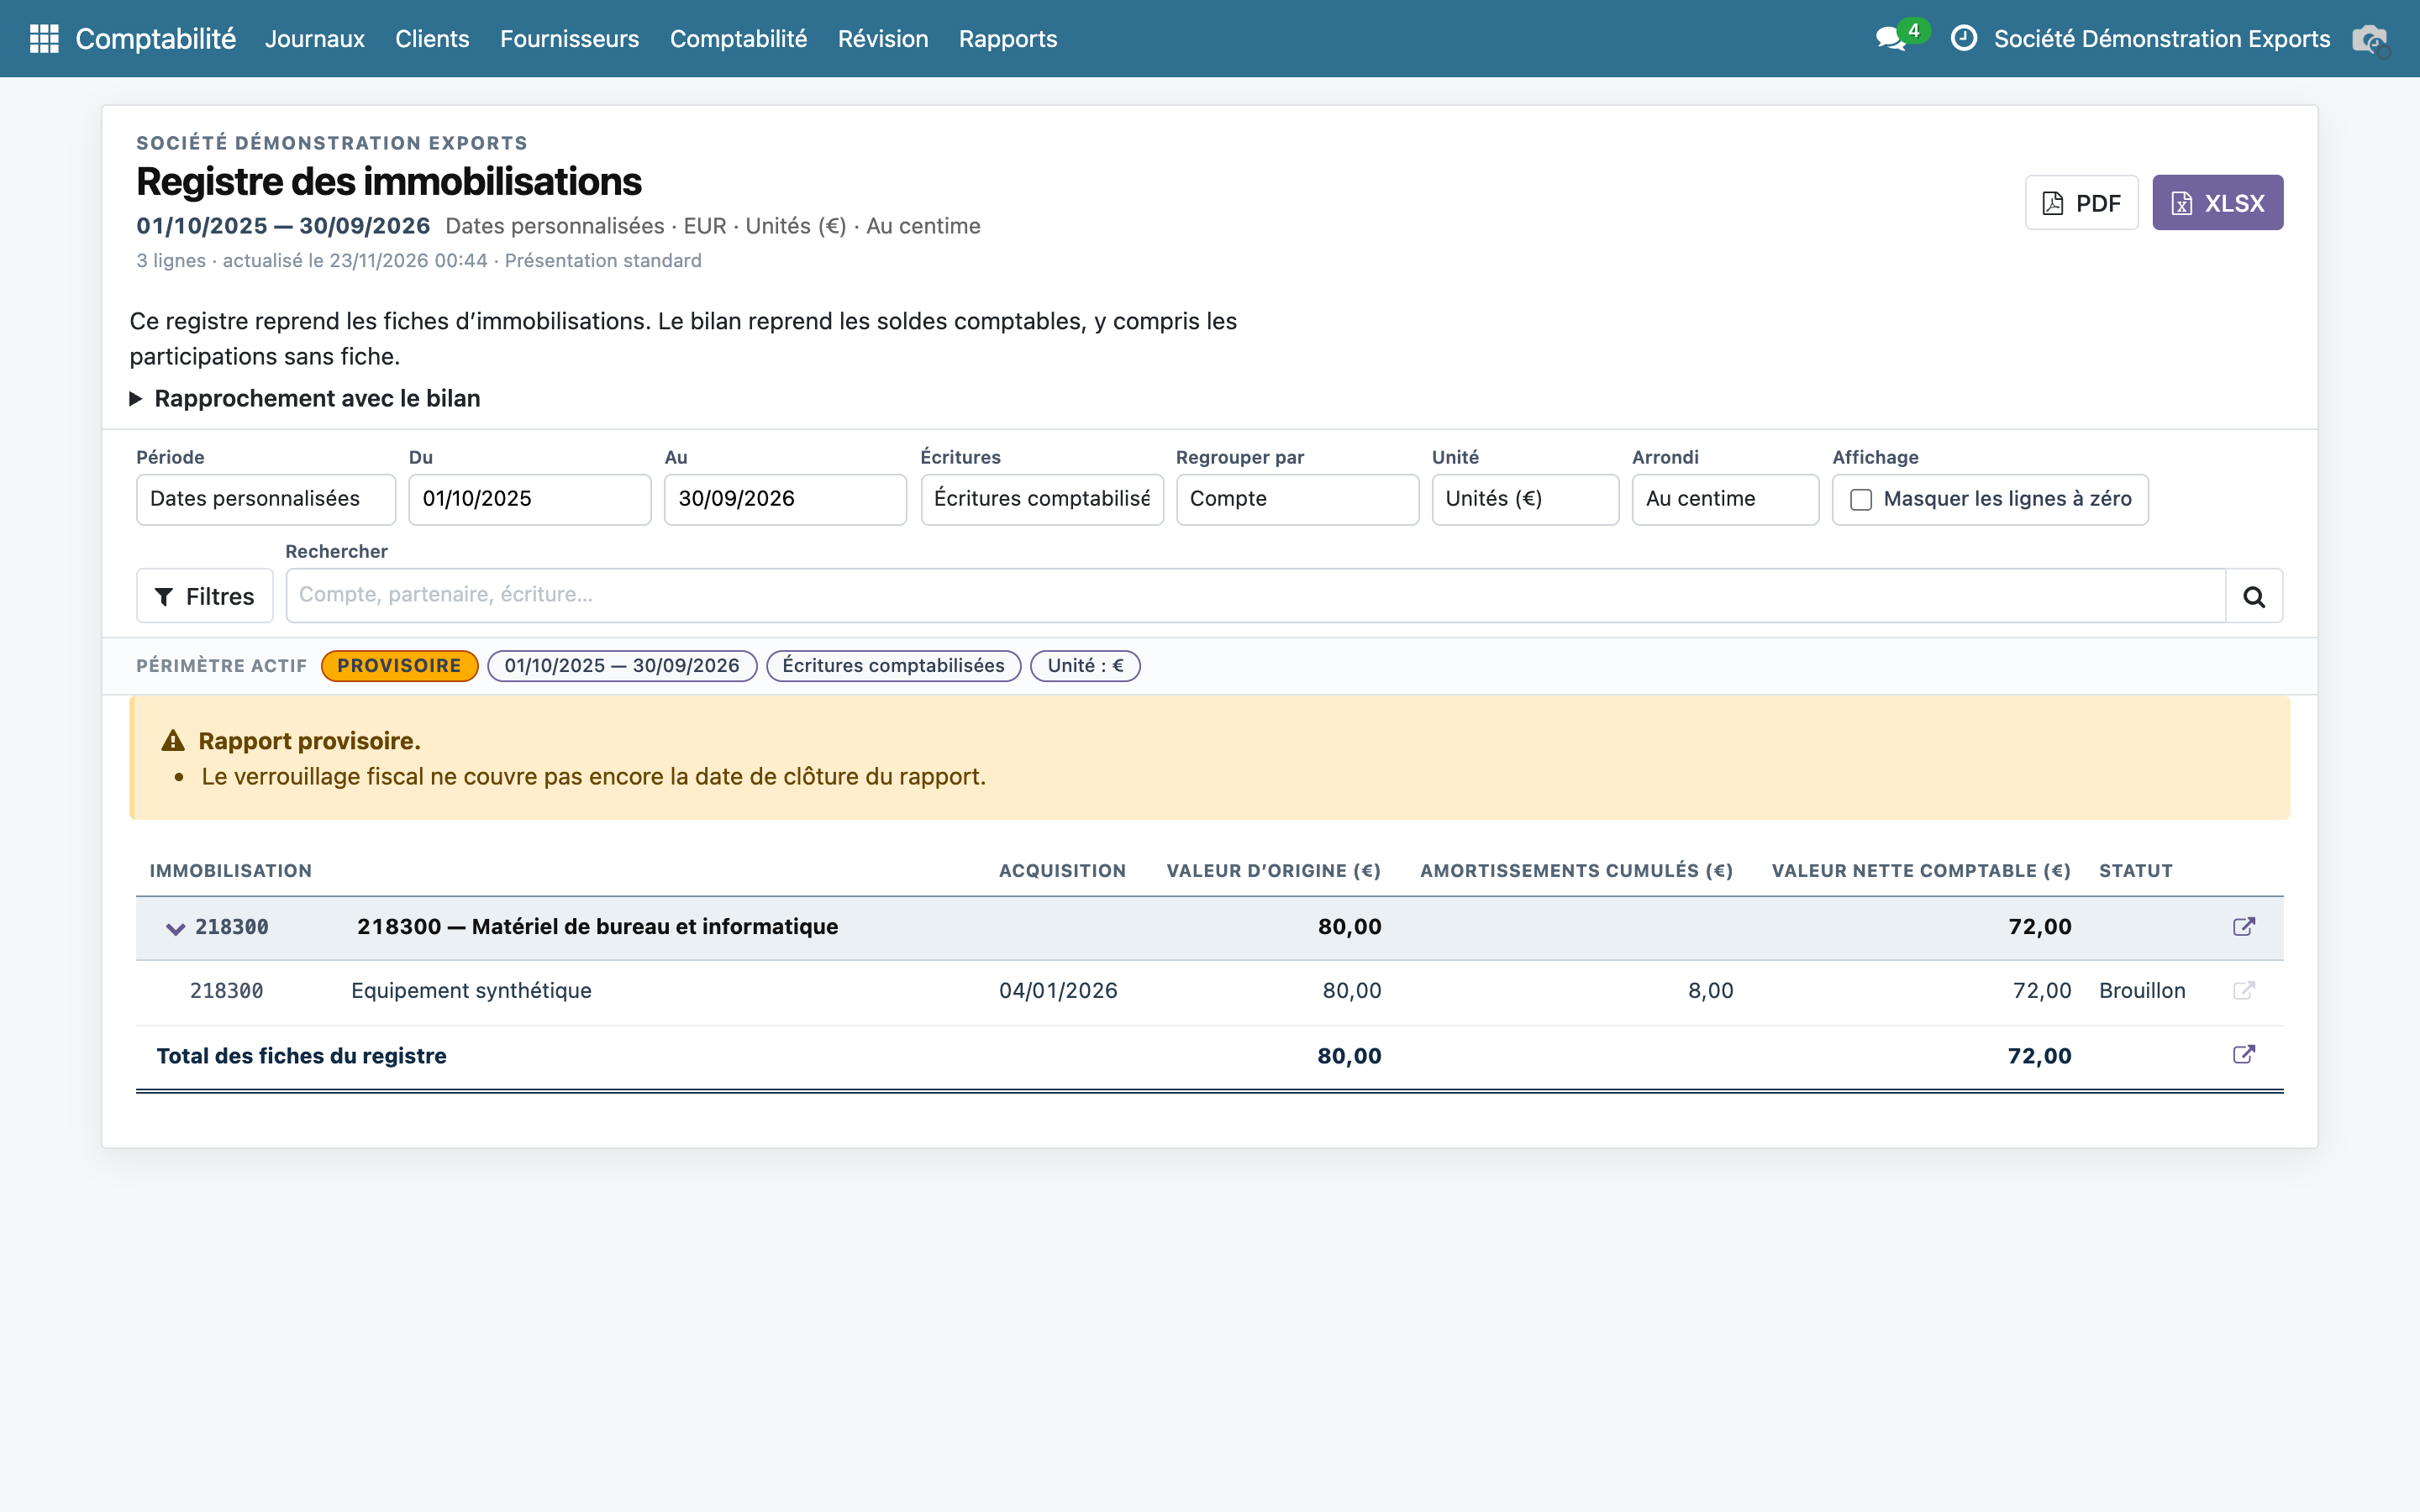 Comptabilité Journaux Clients Fournisseurs Comptabilité Révision Rapports 4 Société Démonstration Exports
SOCIÉTÉ DÉMONSTRATION EXPORTS
Registre des immobilisations
01/10/2025 — 30/09/2026 Dates personnalisées · EUR · Unités (€) · Au centime
3 lignes · actualisé le 23/11/2026 00:44 · Présentation standard
PDF XLSX
Ce registre reprend les fiches d’immobilisations. Le bilan reprend les soldes comptables, y compris les
participations sans fiche.
Rapprochement avec le bilan
Période Du Au Écritures Regrouper par Unité Arrondi Affichage
Dates personnalisées 01/10/2025 30/09/2026 Écritures comptabilisé Compte Unités (€) Au centime Masquer les lignes à zéro
Rechercher
Filtres Compte, partenaire, écriture...
PÉRIMÈTRE ACTIF PROVISOIRE 01/10/2025 — 30/09/2026 Écritures comptabilisées Unité : €
Rapport provisoire.
• Le verrouillage fiscal ne couvre pas encore la date de clôture du rapport.
IMMOBILISATION ACQUISITION VALEUR D’ORIGINE (€) AMORTISSEMENTS CUMULÉS (€) VALEUR NETTE COMPTABLE (€) STATUT
218300 218300 — Matériel de bureau et informatique 80,00 72,00
218300 Equipement synthétique 04/01/2026 80,00 8,00 72,00 Brouillon
Total des fiches du registre 80,00 72,00